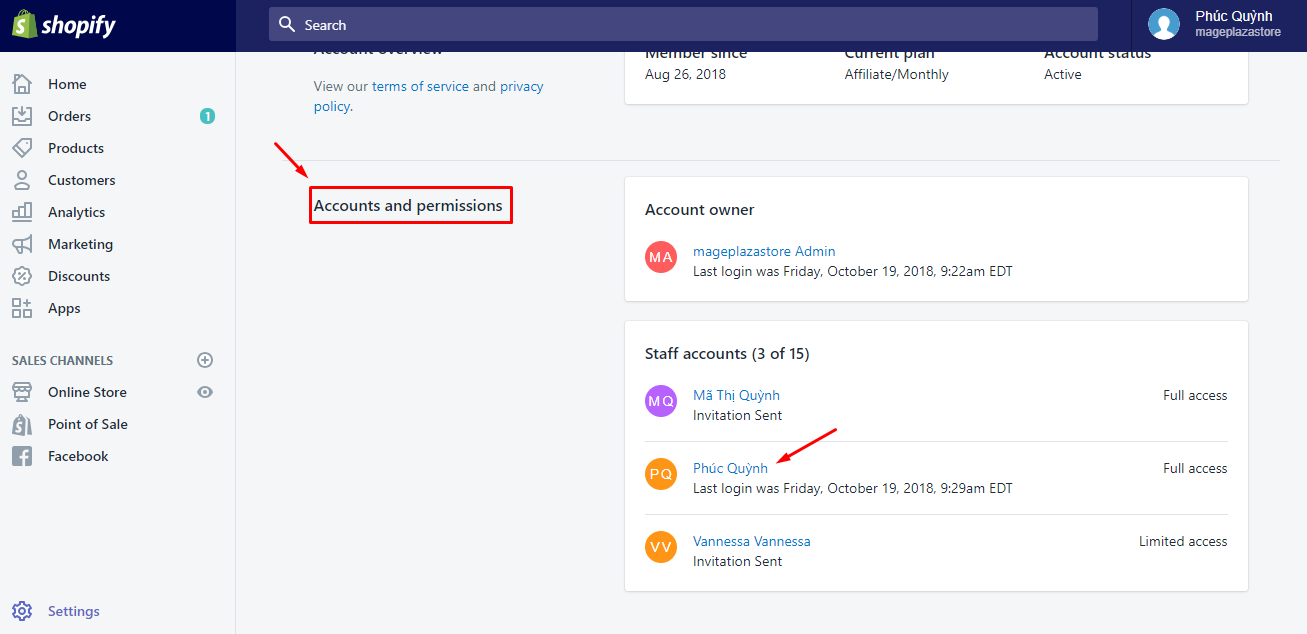 shopify
Search
Phúc Quỳnh
mageplazastore
Home
Orders
1
Products
Customers
Analytics
Marketing
Discounts
Apps
SALES CHANNELS
Online Store
Point of Sale
Facebook
Settings
Account overview
View our terms of service and privacy
policy.
Member since
Current plan
Account status
Aug 26, 2018
Affiliate/Monthly
Active
Accounts and permissions
Account owner
MA
mageplazastore Admin
Last login was Friday, October 19, 2018, 9:22am EDT
Staff accounts (3 of 15)
MQ
Mã Thị Quỳnh
Full access
Invitation Sent
PQ
Phúc Quỳnh
Full access
Last login was Friday, October 19, 2018, 9:29am EDT
VV
Vannessa Vannessa
Limited access
Invitation Sent